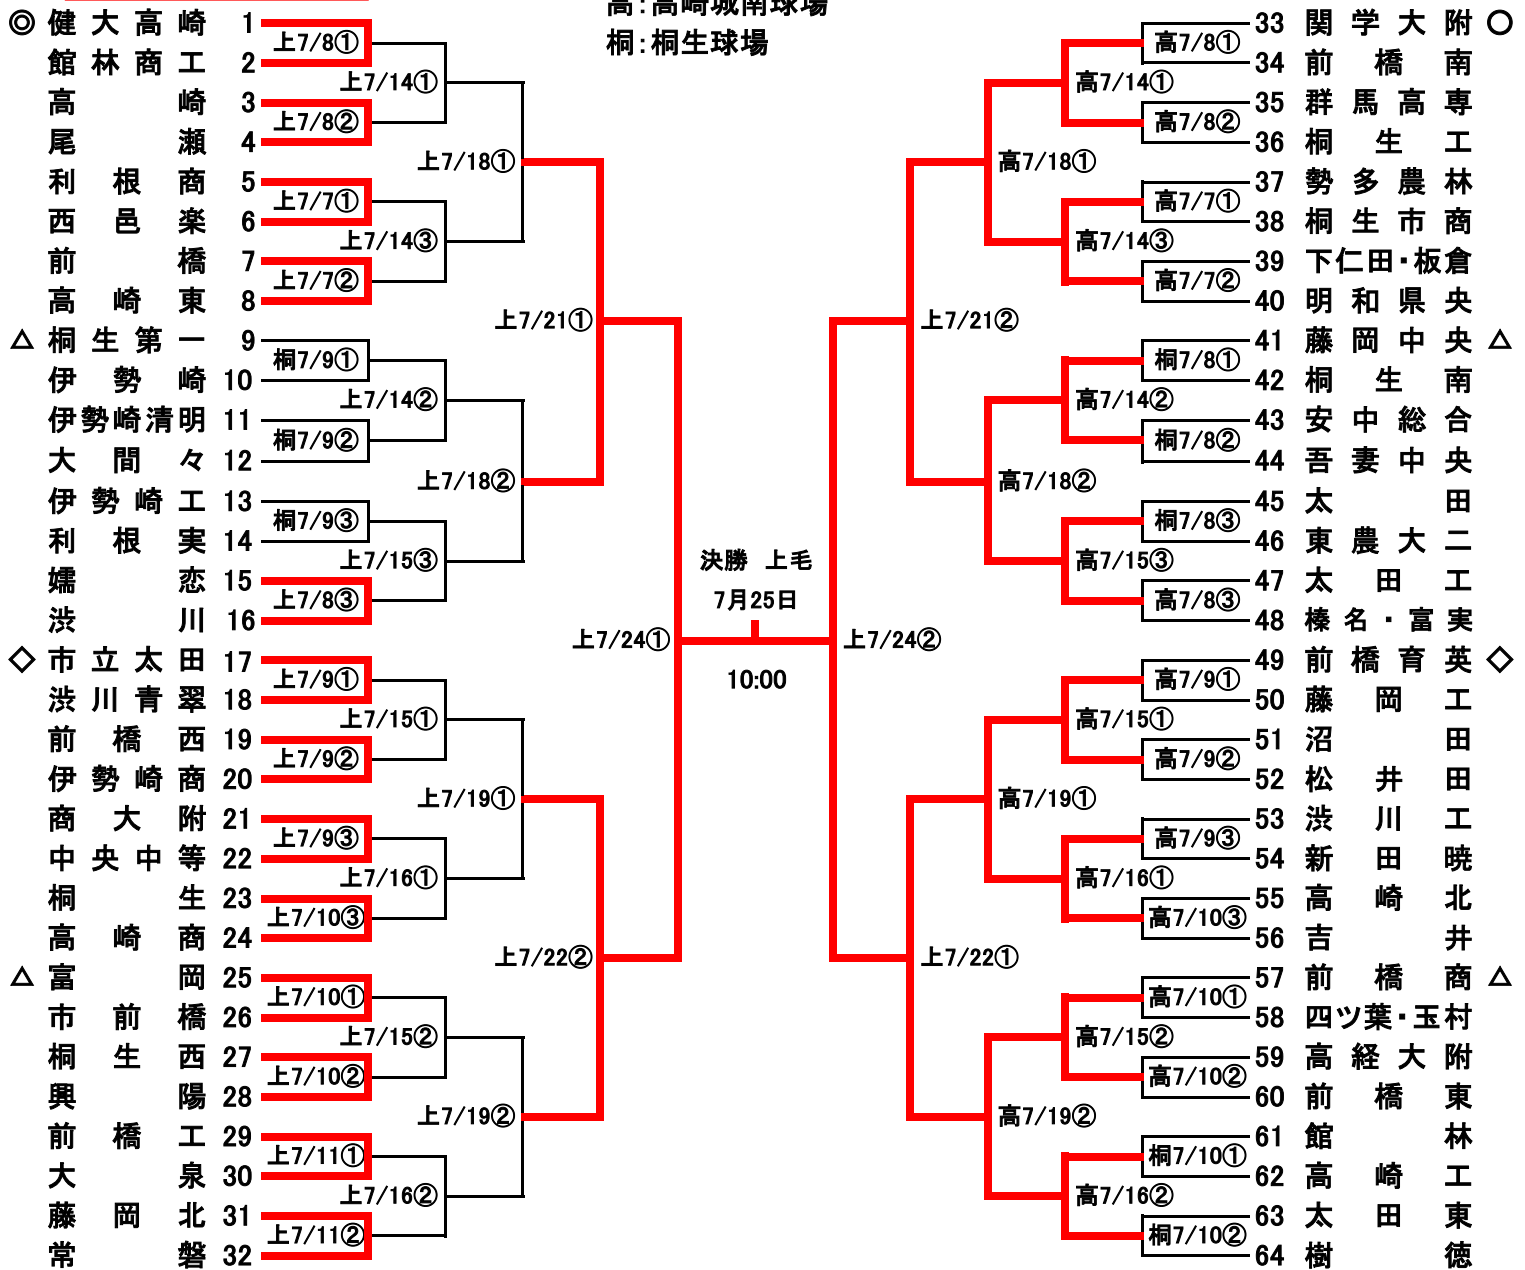 高：高崎城南球場
桐：桐生球場
◎ 健大高崎 1
館林商工 2
高崎 3
尾瀬 4
利根商 5
西邑楽 6
前橋 7
高崎東 8
△ 桐生第一 9
伊勢崎 10
伊勢崎清明 11
大間々 12
伊勢崎工 13
利根実 14
嬬恋 15
渋川 16
◇ 市立太田 17
渋川青翠 18
前橋西 19
伊勢崎商 20
商大附 21
中央中等 22
桐生 23
高崎商 24
△ 富岡 25
市前橋 26
桐生西 27
興陽 28
前橋工 29
大泉 30
藤岡北 31
常磐 32
上7/8①
上7/8②
上7/7①
上7/7②
桐7/9①
桐7/9②
桐7/9③
上7/8③
上7/9①
上7/9②
上7/9③
上7/10③
上7/10①
上7/10②
上7/11①
上7/11②
上7/14①
上7/14③
上7/14②
上7/15③
上7/15①
上7/16①
上7/15②
上7/16②
上7/18①
上7/18②
上7/19①
上7/19②
上7/21①
上7/22②
上7/24①
決勝 上毛
7月25日
10:00
上7/24②
上7/21②
上7/22①
高7/18①
高7/18②
高7/19①
高7/19②
高7/14①
高7/14③
高7/14②
高7/15③
高7/15①
高7/16①
高7/15②
高7/16②
高7/8①
高7/8②
高7/7①
高7/7②
桐7/8①
桐7/8②
桐7/8③
高7/8③
高7/9①
高7/9②
高7/9③
高7/10③
高7/10①
高7/10②
桐7/10①
桐7/10②
33 関学大附 ○
34 前橋南
35 群馬高専
36 桐生工
37 勢多農林
38 桐生市商
39 下仁田・板倉
40 明和県央
41 藤岡中央 △
42 桐生南
43 安中総合
44 吾妻中央
45 太田
46 東農大二
47 太田工
48 榛名・富実
49 前橋育英 ◇
50 藤岡工
51 沼田
52 松井田
53 渋川工
54 新田暁
55 高崎北
56 吉井
57 前橋商 △
58 四ツ葉・玉村
59 高経大附
60 前橋東
61 館林
62 高崎工
63 太田東
64 樹徳